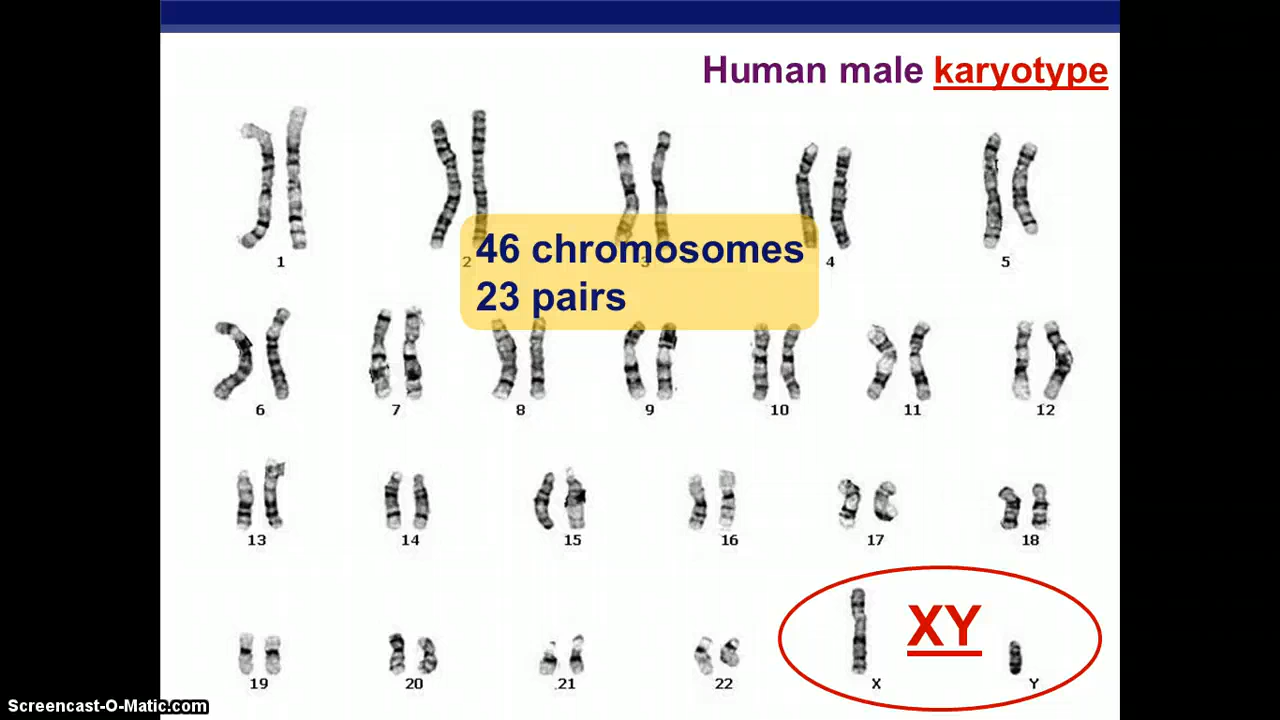 Human male karyotype
1 2 3 4 5
46 chromosomes
23 pairs
6 7 8 9 10 11 12
13 14 15 16 17 18
XY
19 20 21 22 X Y
Screencast-O-Matic.com